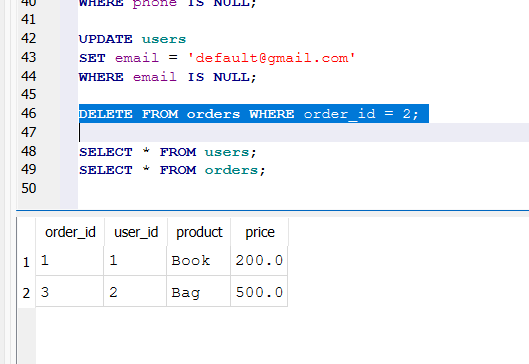 40 WHERE phone IS NULL;
41
42 UPDATE users
43 SET email = 'default@gmail.com'
44 WHERE email IS NULL;
45
46 DELETE FROM orders WHERE order_id = 2;
47
48 SELECT * FROM users;
49 SELECT * FROM orders;
50
order_id user_id product price
1 1 1 Book 200.0
2 3 2 Bag 500.0